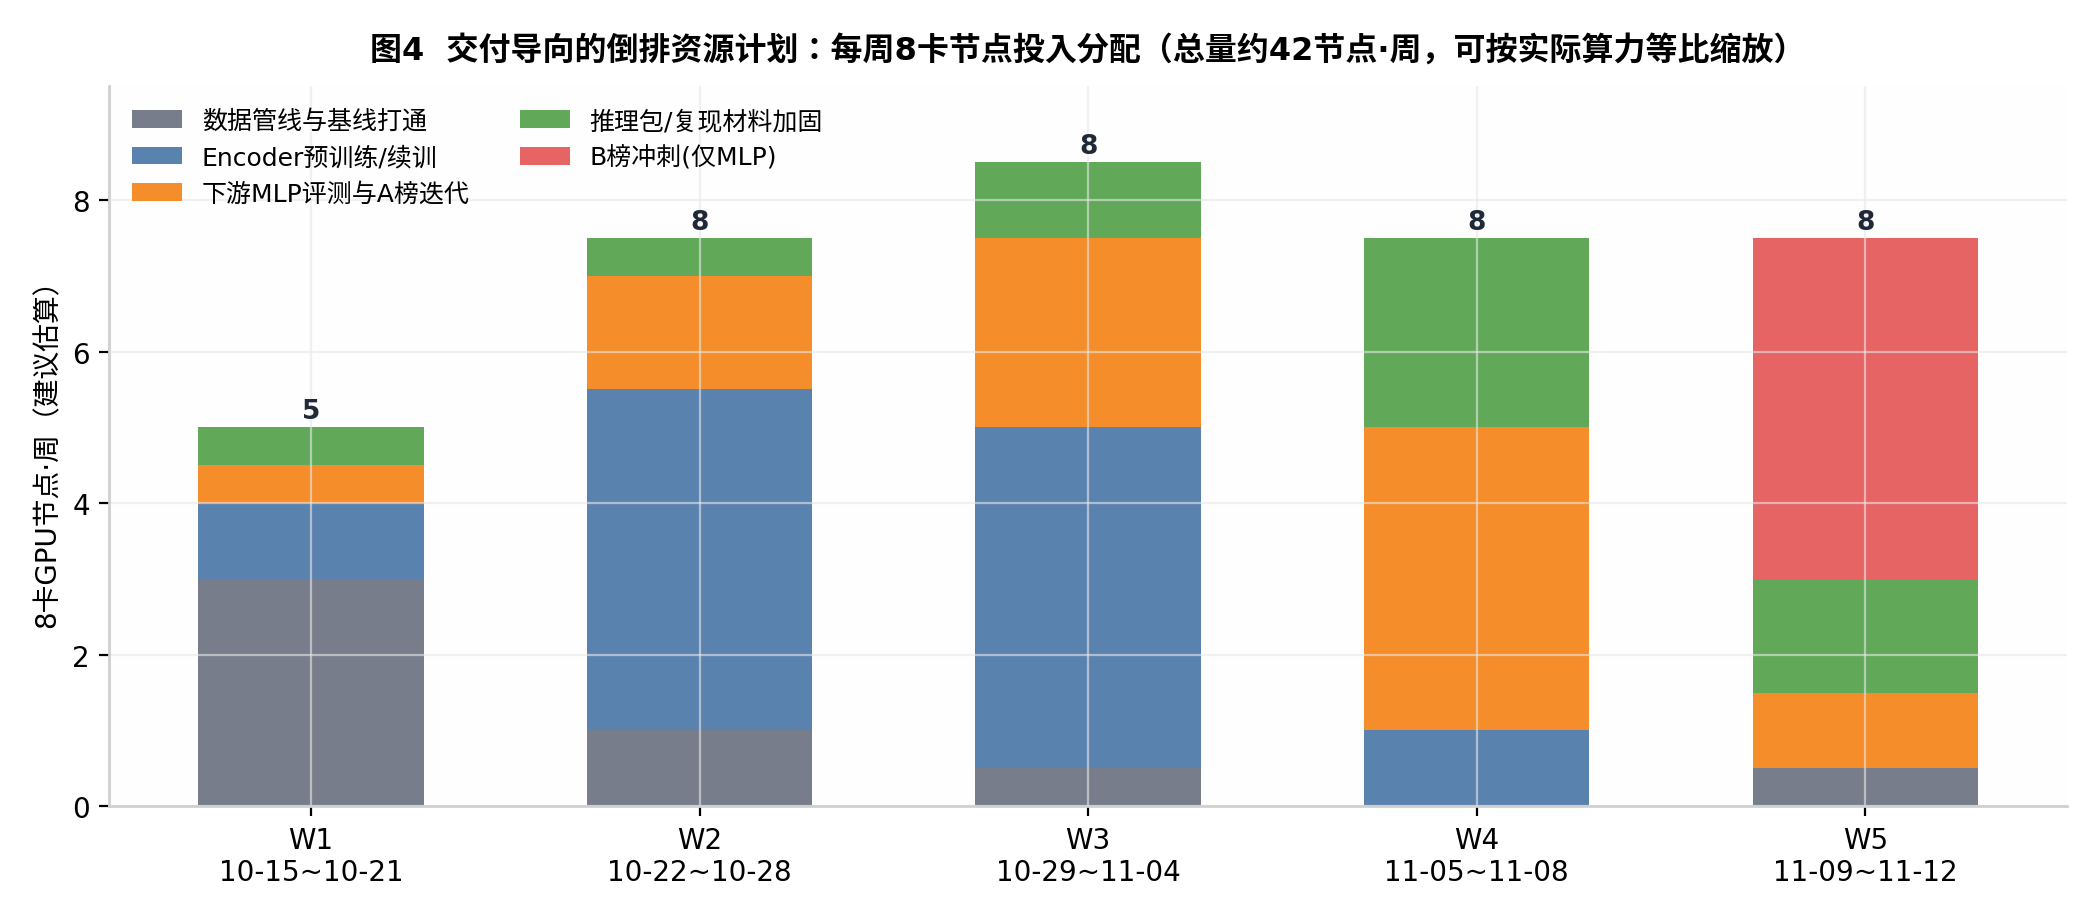 图4  交付导向的倒排资源计划：每周8卡节点投入分配（总量约42节点·周，可按实际算力等比缩放）
数据管线与基线打通
Encoder预训练/续训
下游MLP评测与A榜迭代
推理包/复现材料加固
B榜冲刺(仅MLP)
8卡GPU节点·周（建议估算）
8
6
4
2
0
5
8
8
8
8
W1
10-15~10-21
W2
10-22~10-28
W3
10-29~11-04
W4
11-05~11-08
W5
11-09~11-12